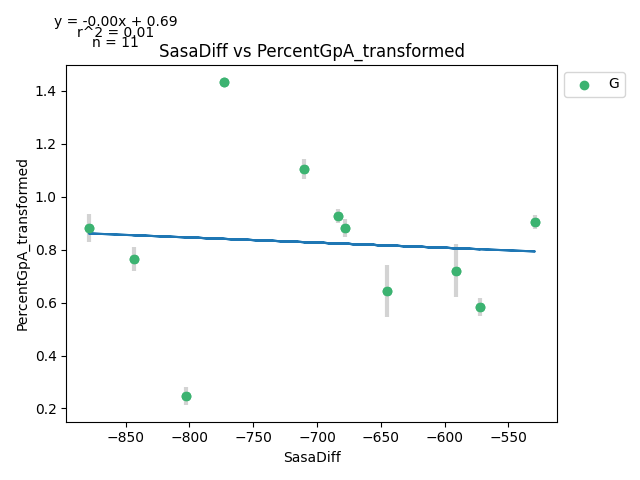 y = -0.00x + 0.69
r^2 = 0.01
n = 11
SasaDiff vs PercentGpA_transformed
G
PercentGpA_transformed
1.4
1.2
1.0
0.8
0.6
0.4
0.2
−850 −800 −750 −700 −650 −600 −550
SasaDiff